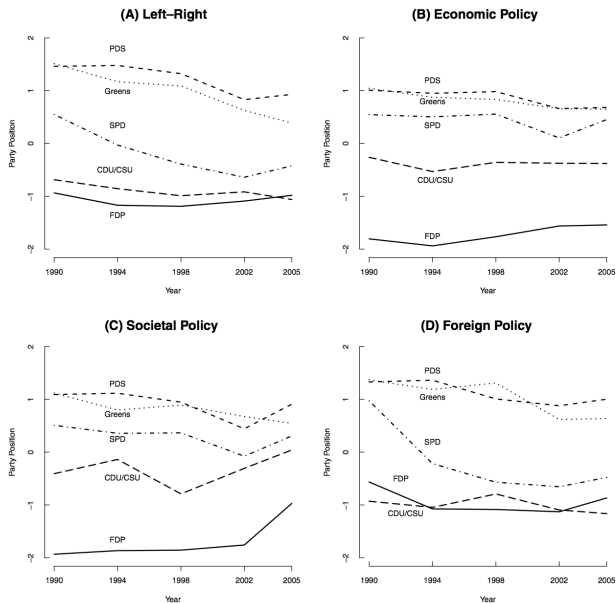 (A) Left–Right
Party Position
2
1
0
−1
−2
PDS
Greens
SPD
CDU/CSU
FDP
1990 1994 1998 2002 2005
Year
(B) Economic Policy
Party Position
2
1
0
−1
−2
PDS
Greens
SPD
CDU/CSU
FDP
1990 1994 1998 2002 2005
Year
(C) Societal Policy
Party Position
2
1
0
−1
−2
PDS
Greens
SPD
CDU/CSU
FDP
1990 1994 1998 2002 2005
Year
(D) Foreign Policy
Party Position
2
1
0
−1
−2
PDS
Greens
SPD
FDP
CDU/CSU
1990 1994 1998 2002 2005
Year